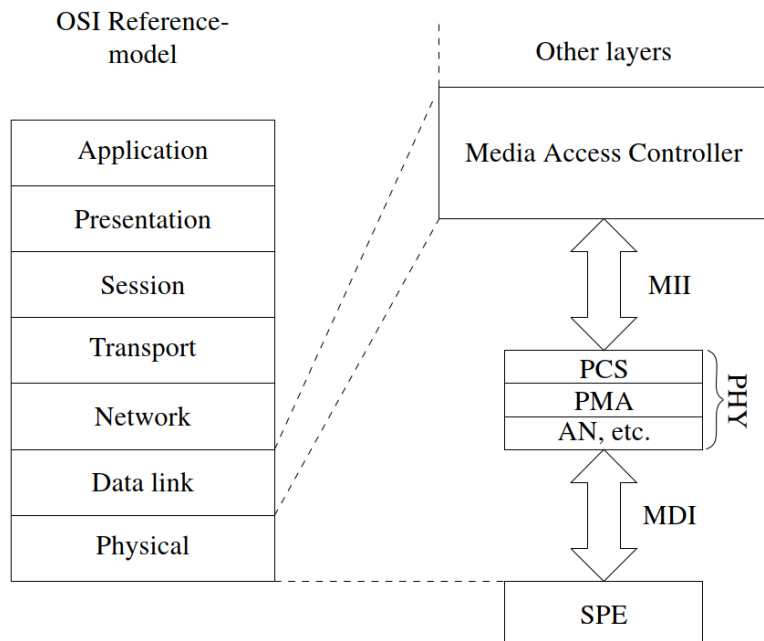 OSI Reference-
model
Application
Presentation
Session
Transport
Network
Data link
Physical
Other layers
Media Access Controller
MII
PCS
PMA
AN, etc.
PHY
MDI
SPE